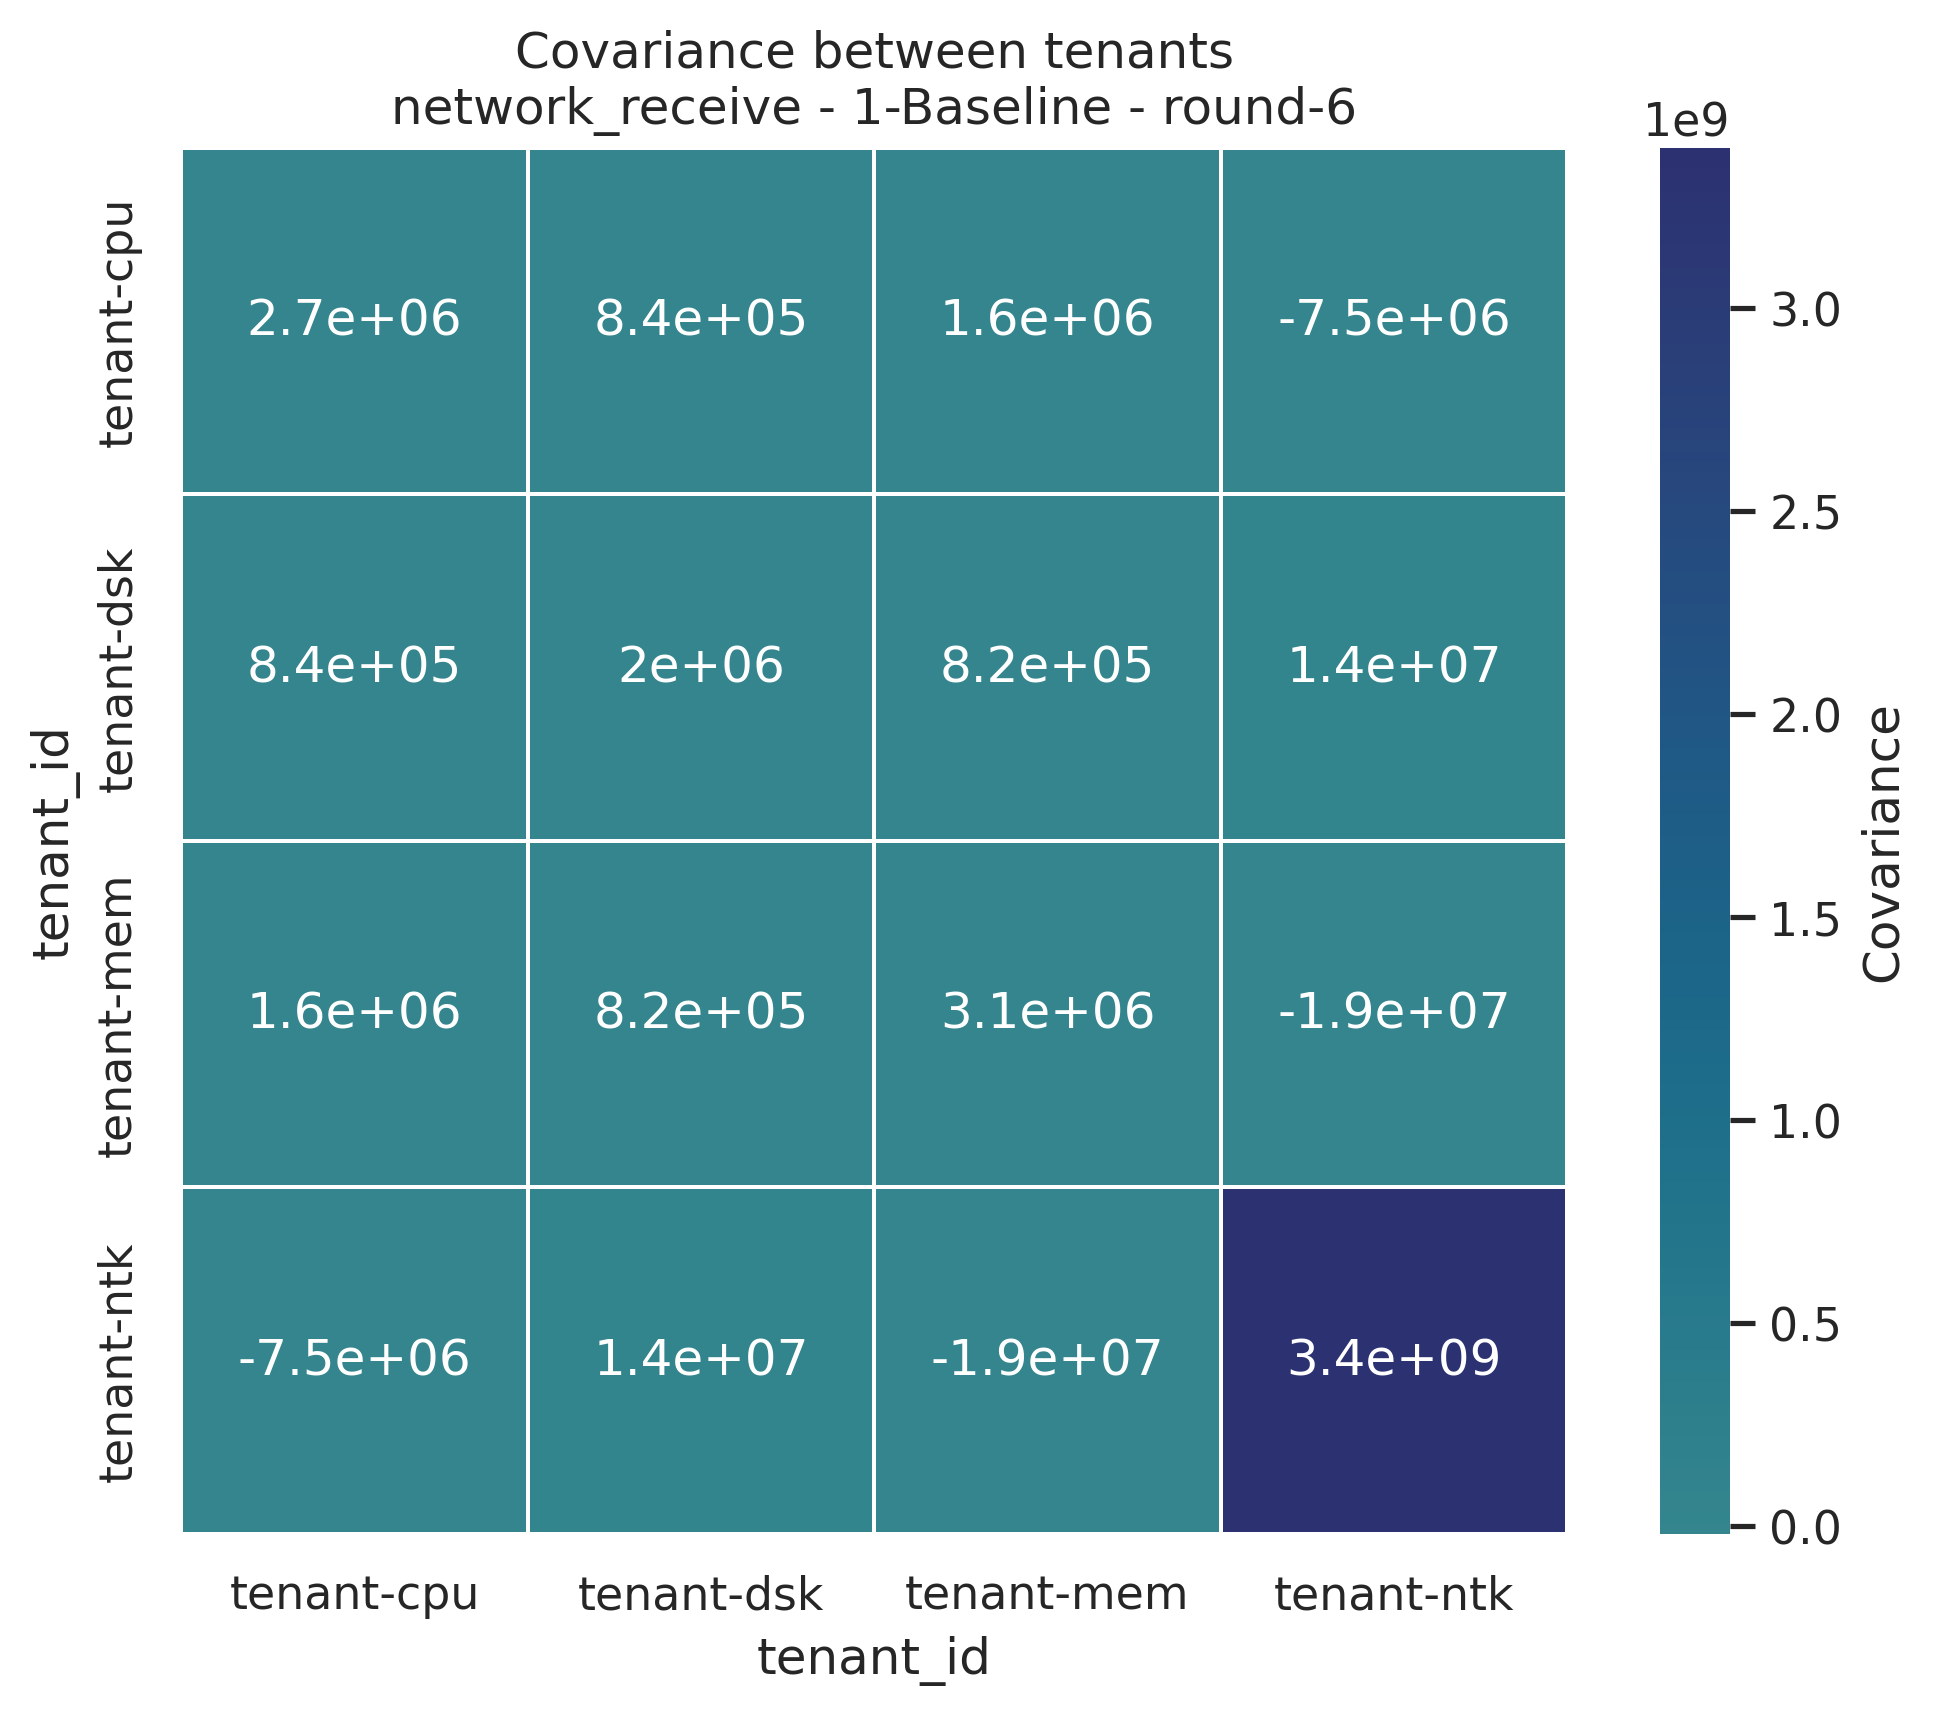 Covariance between tenants
network_receive - 1-Baseline - round-6
1e9
tenant-cpu
2.7e+06 8.4e+05 1.6e+06 -7.5e+06
tenant-dsk
8.4e+05 2e+06 8.2e+05 1.4e+07
tenant-mem
1.6e+06 8.2e+05 3.1e+06 -1.9e+07
tenant-ntk
-7.5e+06 1.4e+07 -1.9e+07 3.4e+09
tenant_id
tenant-cpu tenant-dsk tenant-mem tenant-ntk
tenant_id
3.0
2.5
2.0
1.5
1.0
0.5
0.0
Covariance